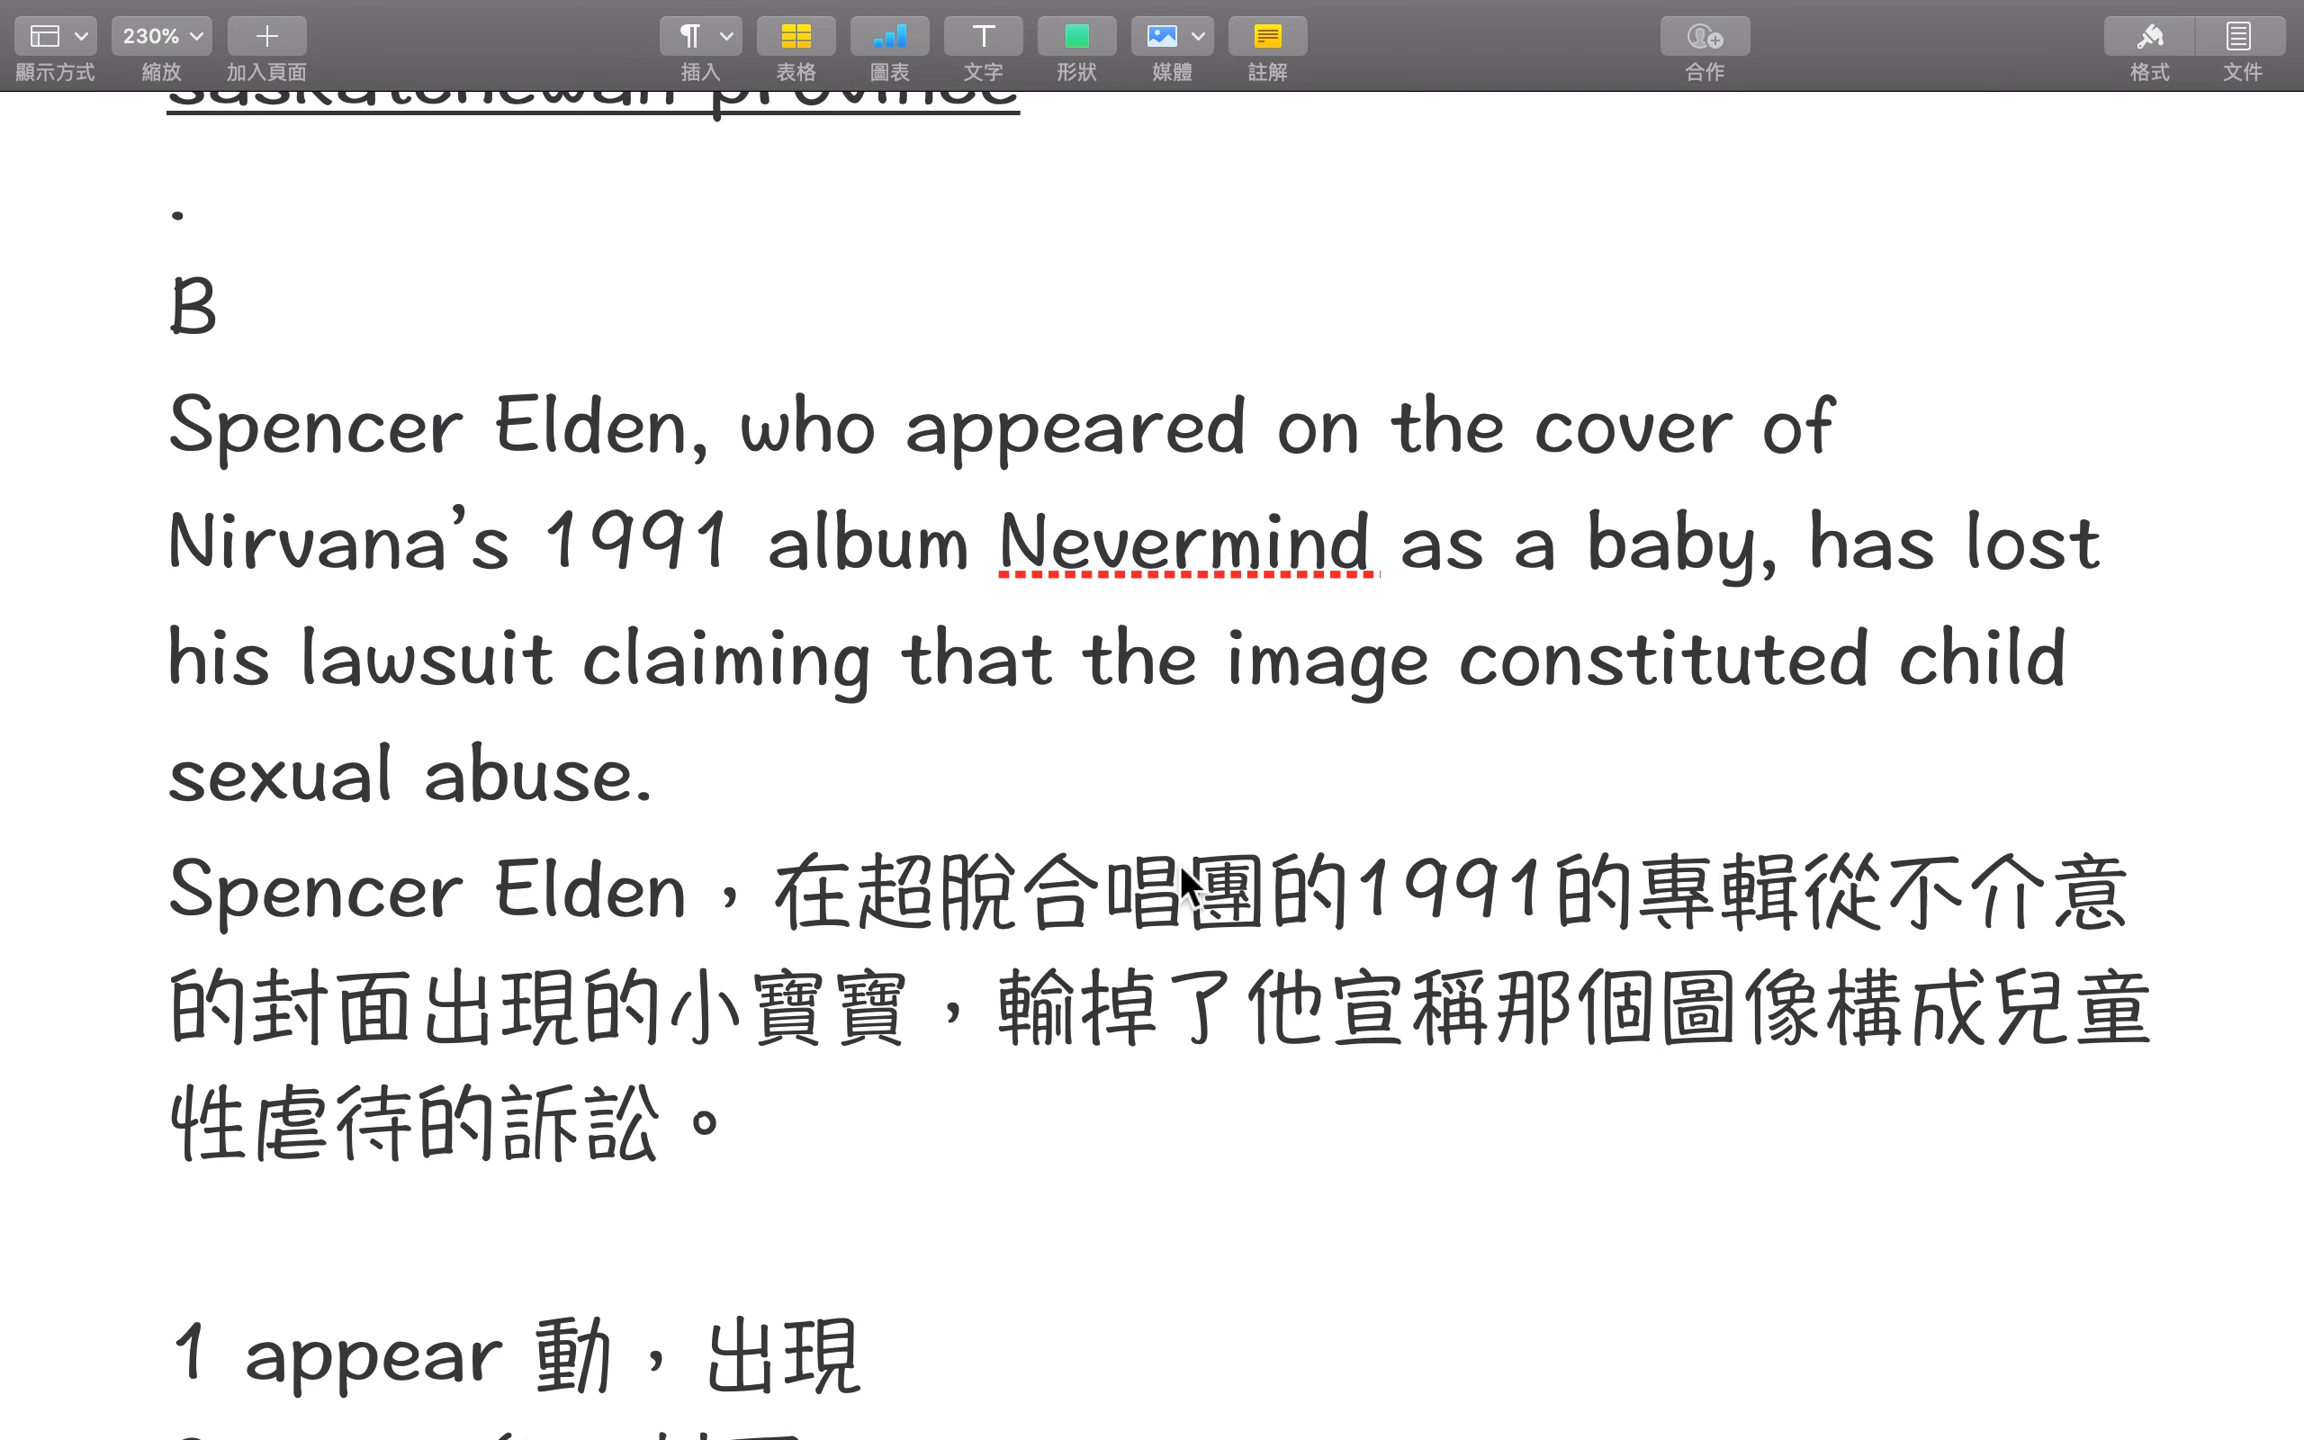 230%
顯示方式 縮放 加入頁面 插入 表格 圖表 文字 形狀 媒體 註解 合作 格式 文件
saskatchewan province
.
B
Spencer Elden, who appeared on the cover of
Nirvana’s 1991 album Nevermind as a baby, has lost
his lawsuit claiming that the image constituted child
sexual abuse.
Spencer Elden，在超脫合唱團的1991的專輯從不介意
的封面出現的小寶寶，輸掉了他宣稱那個圖像構成兒童
性虐待的訴訟。
1 appear 動，出現